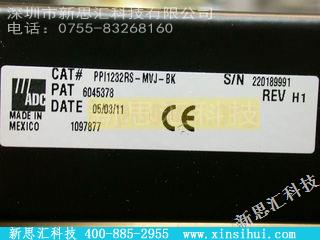 深圳市新思汇科技有限公司
电话：0755-83268160
CAT# PPI1232RS-MVJ-BK S/N 220189991
PAT 6045378 REV H1
ADC DATE 05/03/11
MADE IN
MEXICO 1097877 CE
新思汇科技
新思汇科技 400-885-2955 www.xinsihui.com